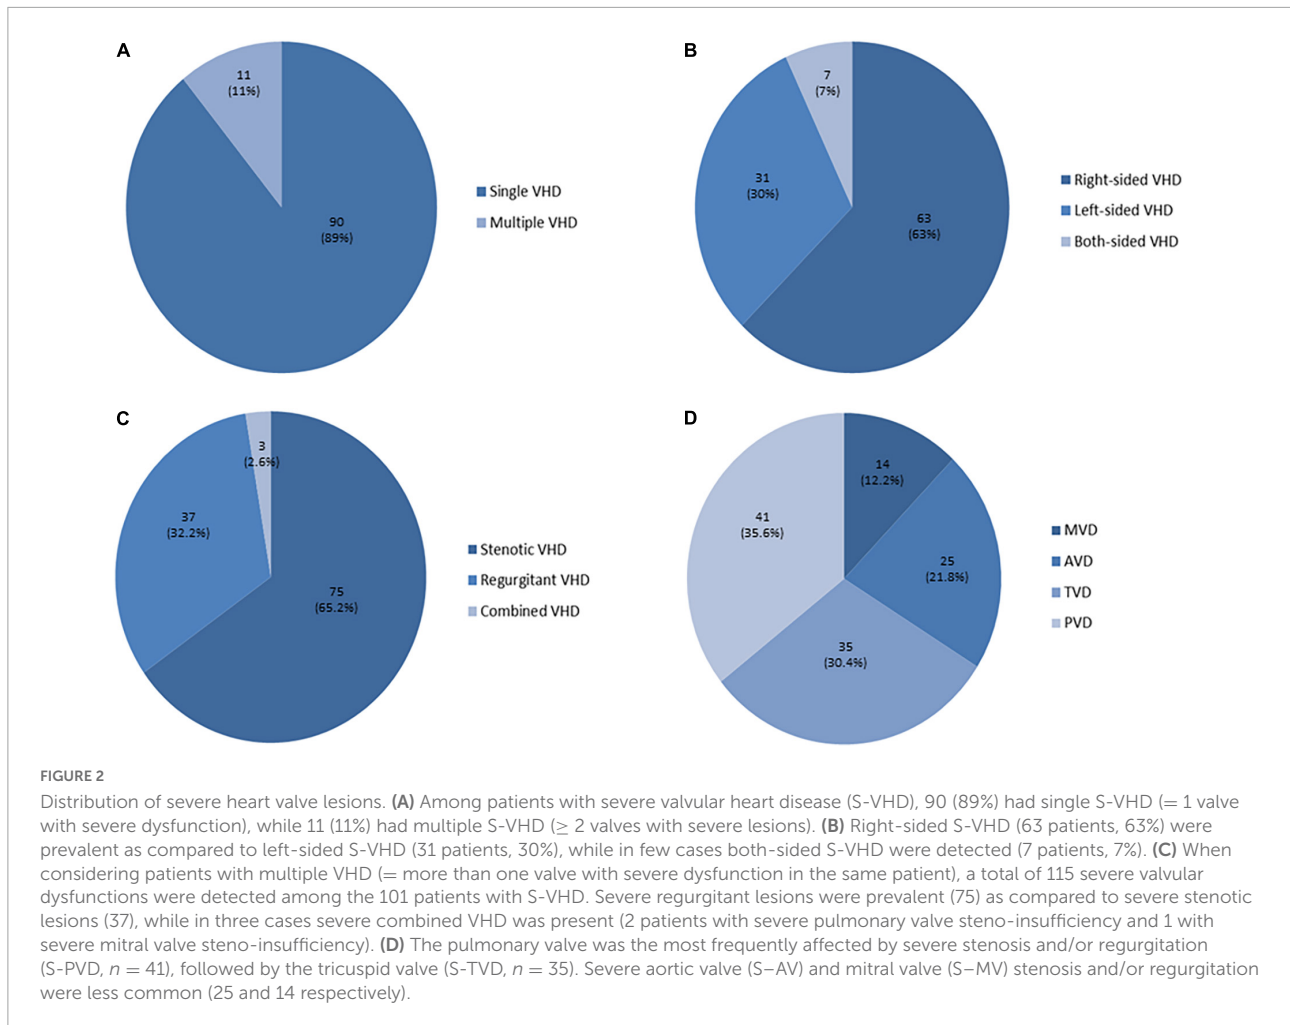 A
11
(11%)
90
(89%)
Single VHD
Multiple VHD
B
7
(7%)
31
(30%)
63
(63%)
Right-sided VHD
Left-sided VHD
Both-sided VHD
C
3
(2.6%)
37
(32.2%)
75
(65.2%)
Stenotic VHD
Regurgitant VHD
Combined VHD
D
14
(12.2%)
41
(35.6%)
25
(21.8%)
35
(30.4%)
MVD
AVD
TVD
PVD
FIGURE 2
Distribution of severe heart valve lesions. (A) Among patients with severe valvular heart disease (S-VHD), 90 (89%) had single S-VHD (= 1 valve
with severe dysfunction), while 11 (11%) had multiple S-VHD (≥ 2 valves with severe lesions). (B) Right-sided S-VHD (63 patients, 63%) were
prevalent as compared to left-sided S-VHD (31 patients, 30%), while in few cases both-sided S-VHD were detected (7 patients, 7%). (C) When
considering patients with multiple VHD (= more than one valve with severe dysfunction in the same patient), a total of 115 severe valvular
dysfunctions were detected among the 101 patients with S-VHD. Severe regurgitant lesions were prevalent (75) as compared to severe stenotic
lesions (37), while in three cases severe combined VHD was present (2 patients with severe pulmonary valve steno-insufficiency and 1 with
severe mitral valve steno-insufficiency). (D) The pulmonary valve was the most frequently affected by severe stenosis and/or regurgitation
(S-PVD, n = 41), followed by the tricuspid valve (S-TVD, n = 35). Severe aortic valve (S–AV) and mitral valve (S–MV) stenosis and/or regurgitation
were less common (25 and 14 respectively).